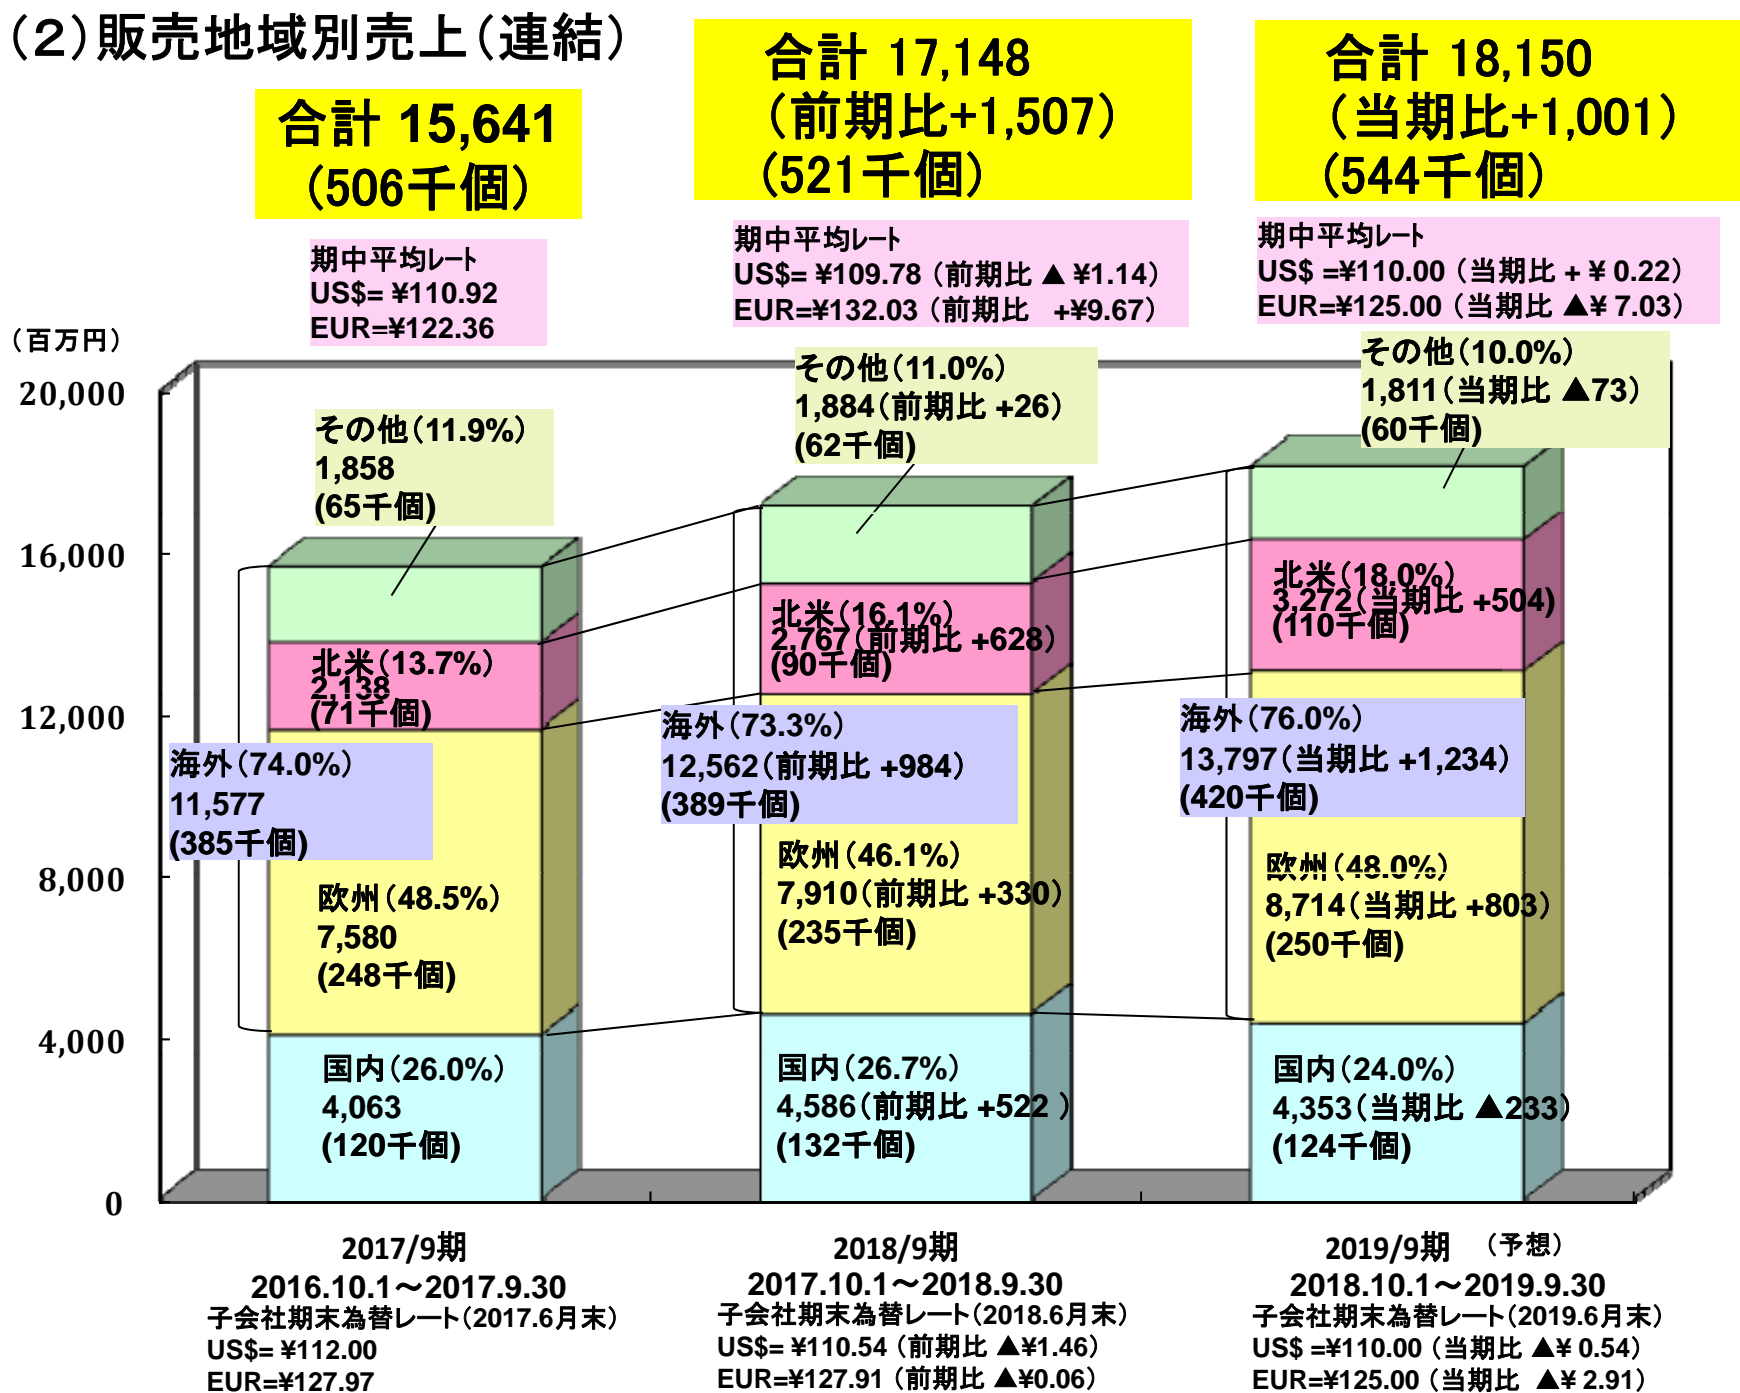 （２）販売地域別売上（連結）
合計 15,641
（506千個）
合計 17,148
（前期比+1,507）
（521千個）
合計 18,150
（当期比+1,001）
（544千個）
期中平均レート
US$= ¥110.92
EUR=¥122.36
期中平均レート
US$= ¥109.78（前期比 ▲ ¥1.14）
EUR=¥132.03（前期比 +¥9.67）
期中平均レート
US$ =¥110.00（当期比 + ¥ 0.22）
EUR=¥125.00（当期比 ▲¥ 7.03）
（百万円）
20,000
16,000
12,000
8,000
4,000
0
その他（11.9%）
1,858
(65千個)
北米（13.7%）
2,138
(71千個)
海外（74.0%）
11,577
(385千個)
欧州（48.5%）
7,580
(248千個)
国内（26.0%）
4,063
(120千個)
その他（11.0%）
1,884（前期比 +26）
(62千個)
北米（16.1%）
2,767（前期比 +628）
(90千個)
海外（73.3%）
12,562（前期比 +984）
(389千個)
欧州（46.1%）
7,910（前期比 +330）
(235千個)
国内（26.7%）
4,586（前期比 +522 ）
(132千個)
その他（10.0%）
1,811（当期比 ▲73）
(60千個)
北米（18.0%）
3,272（当期比 +504)
(110千個)
海外（76.0%）
13,797（当期比 +1,234）
(420千個)
欧州（48.0%）
8,714（当期比 +803）
(250千個)
国内（24.0%）
4,353（当期比 ▲233）
(124千個)
2017/9期
2016.10.1～2017.9.30
子会社期末為替レート（2017.6月末）
US$= ¥112.00
EUR=¥127.97
2018/9期
2017.10.1～2018.9.30
子会社期末為替レート（2018.6月末）
US$= ¥110.54（前期比 ▲¥1.46）
EUR=¥127.91（前期比 ▲¥0.06）
2019/9期 （予想）
2018.10.1～2019.9.30
子会社期末為替レート（2019.6月末）
US$ =¥110.00（当期比 ▲¥ 0.54）
EUR=¥125.00（当期比 ▲¥ 2.91）